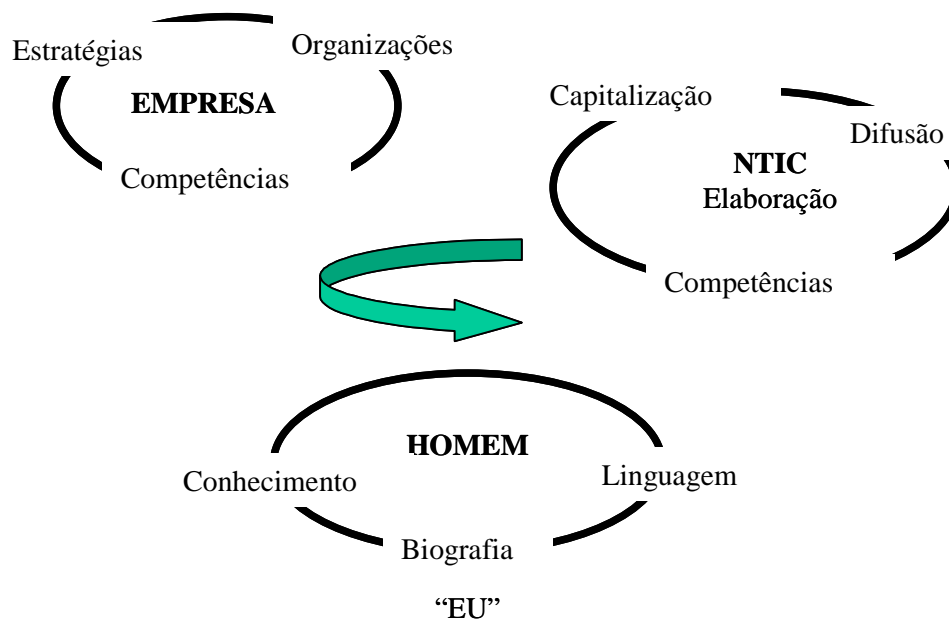 Estratégias
Organizações
EMPRESA
Competências
Capitalização
Difusão
NTIC
Elaboração
Competências
HOMEM
Conhecimento
Linguagem
Biografia
“EU”